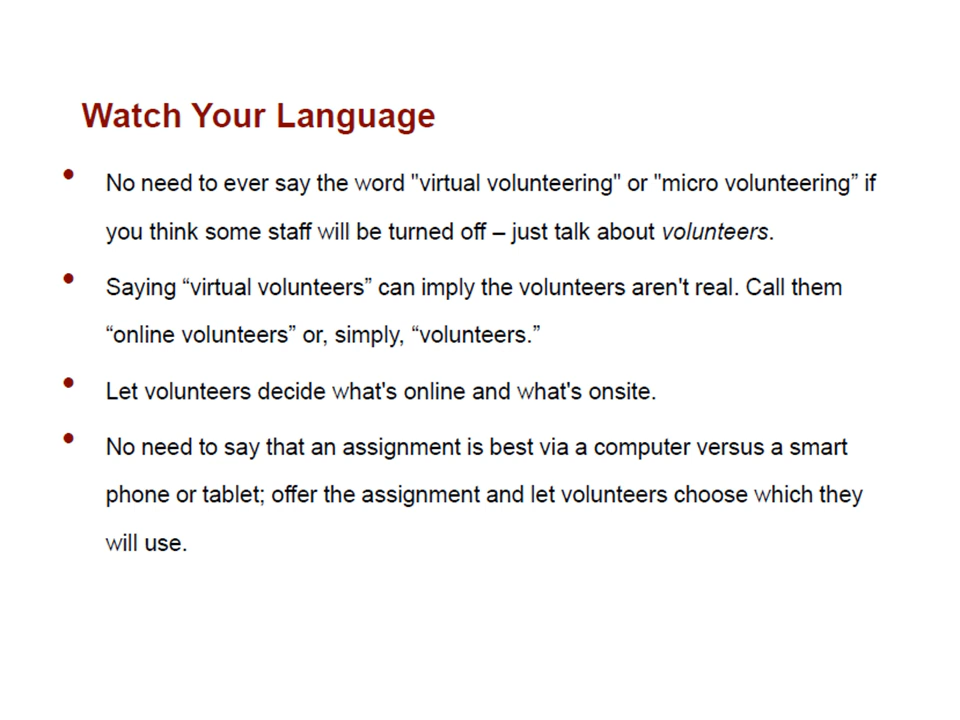 Watch Your Language
• No need to ever say the word "virtual volunteering" or "micro volunteering” if
you think some staff will be turned off – just talk about volunteers.
• Saying “virtual volunteers” can imply the volunteers aren't real. Call them
“online volunteers” or, simply, “volunteers.”
• Let volunteers decide what's online and what's onsite.
• No need to say that an assignment is best via a computer versus a smart
phone or tablet; offer the assignment and let volunteers choose which they
will use.